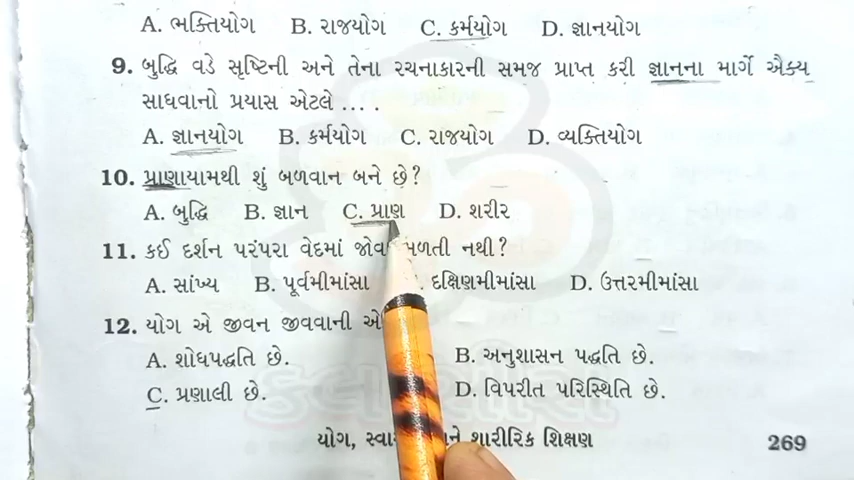 A. ભક્તિયોગ B. રાજયોગ C. કર્મયોગ D. જ્ઞાનયોગ
9. બુદ્ધિ વડે સૃષ્ટિની અને તેના રચનાકારની સમજ પ્રાપ્ત કરી જ્ઞાનના માર્ગે ઐક્ય
સાધવાનો પ્રયાસ એટલે ....
A. જ્ઞાનયોગ B. કર્મયોગ C. રાજયોગ D. વ્યક્તિયોગ
10. પ્રાણાયામથી શું બળવાન બને છે?
A. બુદ્ધિ B. જ્ઞાન C. પ્રાણ D. શરીર
11. કઈ દર્શન પરંપરા વેદમાં નથી?
A. સાંખ્ય B. પૂર્વમીમાંસા દક્ષિણમીમાંસા D. ઉત્તરમીમાંસા
12. યોગ એ જીવન જીવવાની
A. શોધપદ્ધતિ છે. B. અનુશાસન પદ્ધતિ છે.
C. પ્રણાલી છે. D. વિપરીત પરિસ્થિતિ છે.
યોગ, શારીરિક શિક્ષણ 269